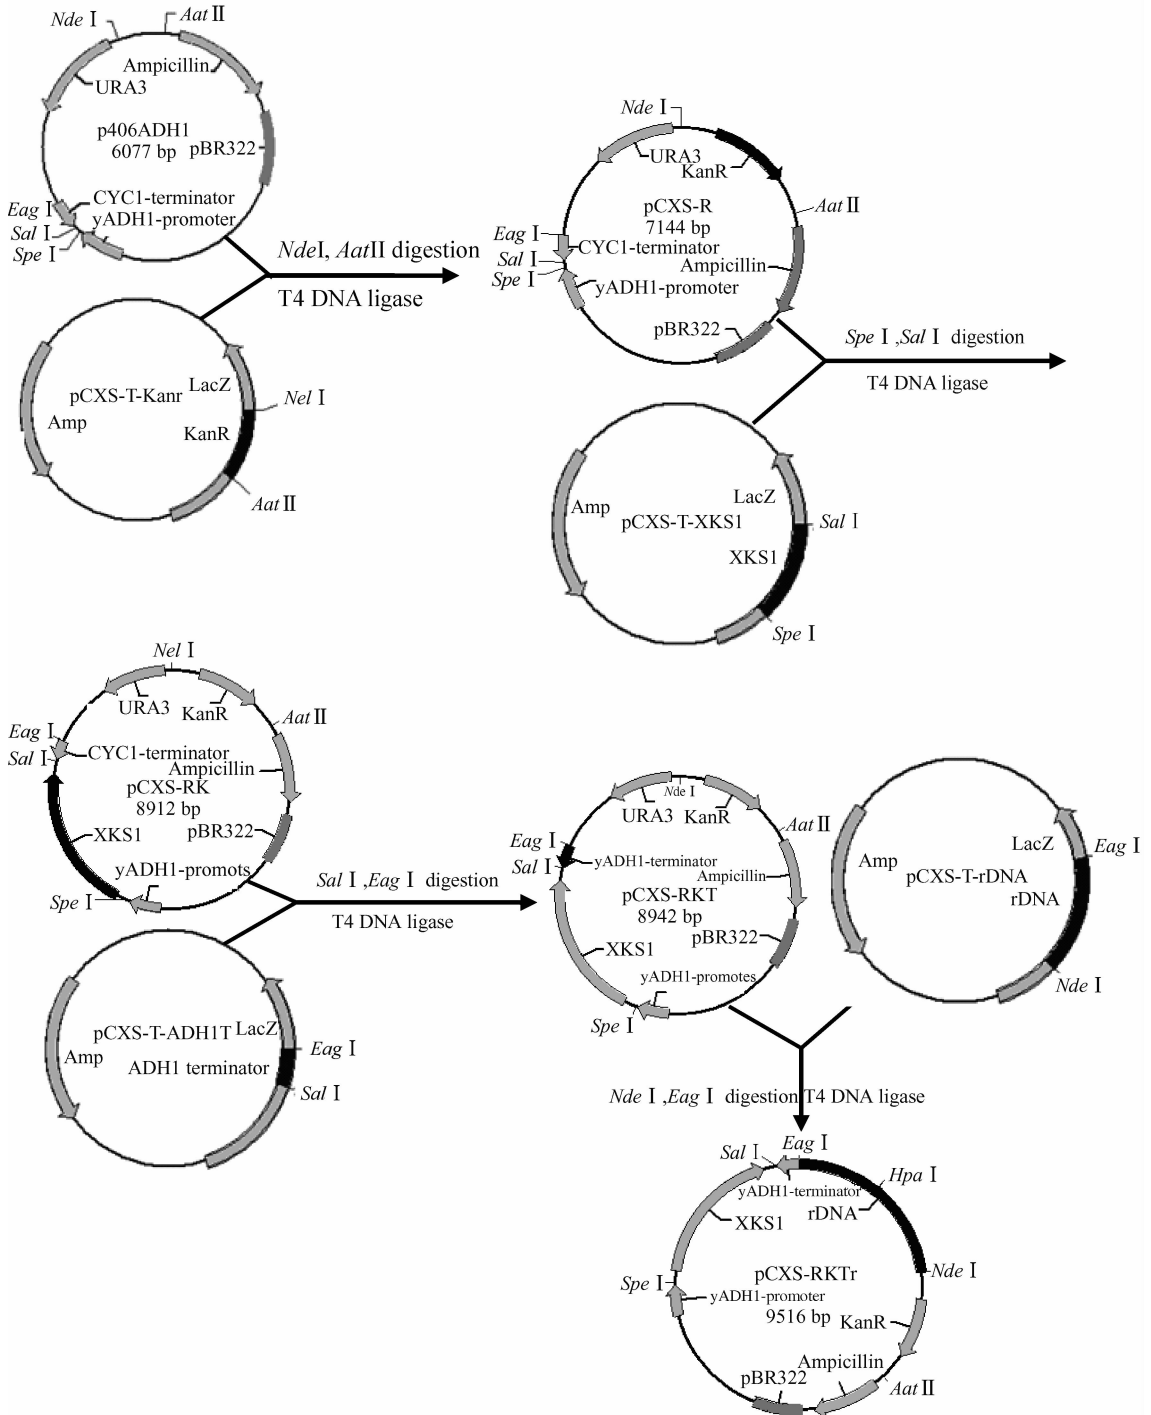 Nde Ⅰ
Aat Ⅱ
Ampicillin
URA3
p406ADH1
6077 bp
pBR322
CYC1-terminator
Eag Ⅰ
yADH1-promoter
Sal Ⅰ
Spe Ⅰ
NdeI, AatII digestion
T4 DNA ligase
LacZ
pCXS-T-Kanr
Nel Ⅰ
Amp
KanR
Aat Ⅱ
Nde Ⅰ
URA3
KanR
pCXS-R
7144 bp
Aat Ⅱ
Eag Ⅰ
CYC1-terminator
Sal Ⅰ
Ampicillin
Spe Ⅰ
yADH1-promoter
pBR322
Spe Ⅰ ,Sal Ⅰ digestion
T4 DNA ligase
LacZ
Amp
pCXS-T-XKS1
Sal Ⅰ
XKS1
Spe Ⅰ
Nel Ⅰ
URA3
KanR
Aat Ⅱ
Eag Ⅰ
CYC1-terminator
Sal Ⅰ
Ampicillin
pCXS-RK
8912 bp
XKS1
pBR322
yADH1-promots
Spe Ⅰ
Sal Ⅰ ,Eag Ⅰ digestion
T4 DNA ligase
pCXS-T-ADH1T
LacZ
Amp
Eag Ⅰ
ADH1 terminator
Sal Ⅰ
Nde Ⅰ
URA3
KanR
Aat Ⅱ
Eag Ⅰ
yADH1-terminator
Sal Ⅰ
Ampicillin
pCXS-RKT
8942 bp
pBR322
XKS1
yADH1-promotes
Spe Ⅰ
LacZ
Eag Ⅰ
Amp
pCXS-T-rDNA
rDNA
Nde Ⅰ
Nde Ⅰ ,Eag Ⅰ digestion T4 DNA ligase
Sal Ⅰ
Eag Ⅰ
Hpa Ⅰ
yADH1-terminator
rDNA
XKS1
Nde Ⅰ
pCXS-RKTr
Spe Ⅰ
yADH1-promoter
9516 bp
KanR
Ampicillin
pBR322
Aat Ⅱ